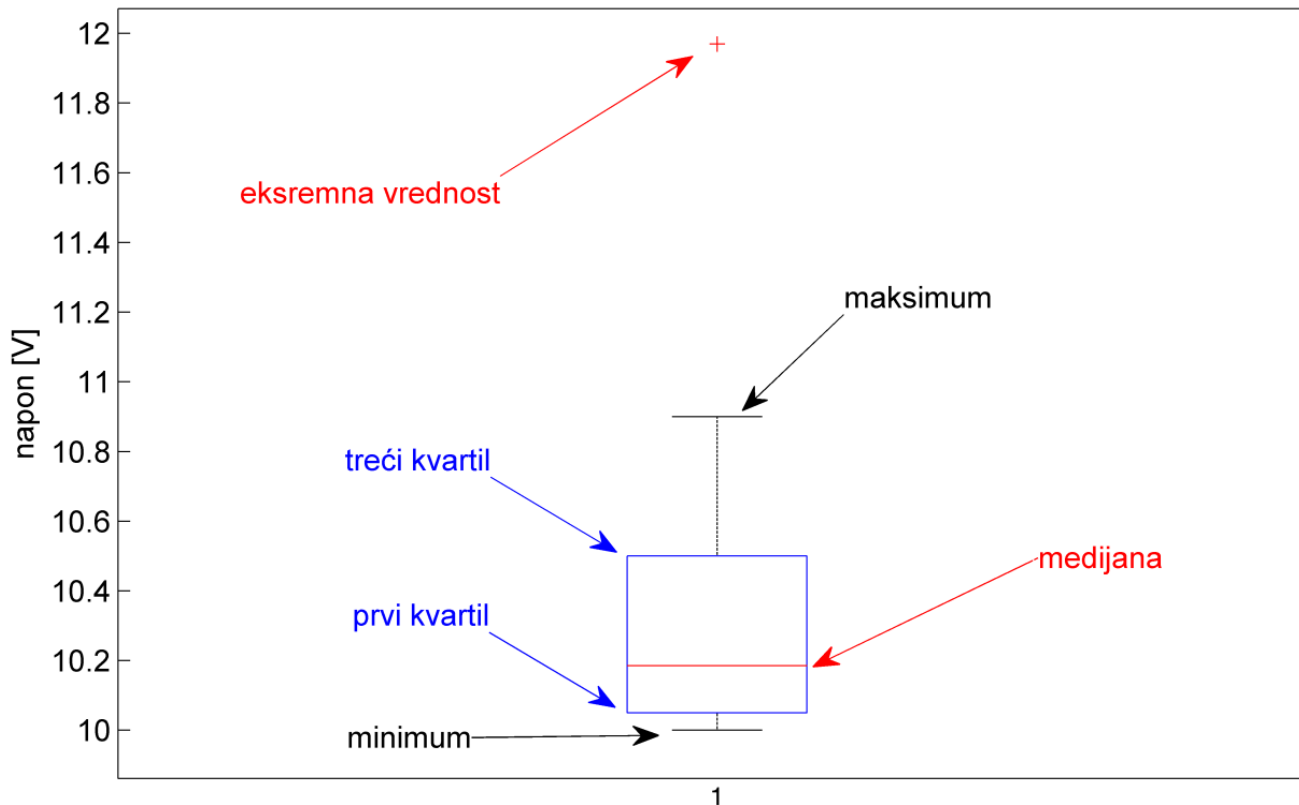 12
11.8
eksremna vrednost
11.6
11.4
maksimum
11.2
napon [V]
11
10.8
treći kvartil
10.6
medijana
10.4
prvi kvartil
10.2
10
minimum
1